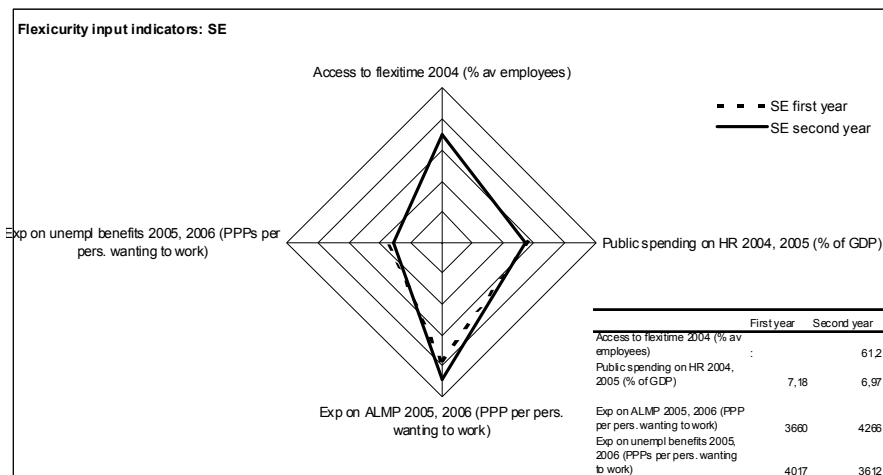 Flexicurity input indicators: SE
Access to flexitime 2004 (% av employees)
SE first year
SE second year
Exp on unempl benefits 2005, 2006 (PPPs per
pers. wanting to work)
Public spending on HR 2004, 2005 (% of GDP)
Exp on ALMP 2005, 2006 (PPP per pers.
wanting to work)
First year Second year
Access to flexitime 2004 (% av
employees) : 61,2
Public spending on HR 2004,
2005 (% of GDP) 7,18 6,97
Exp on ALMP 2005, 2006 (PPP
per pers. wanting to work) 3660 4266
Exp on unempl benefits 2005,
2006 (PPPs per pers. wanting
to work) 4017 3612